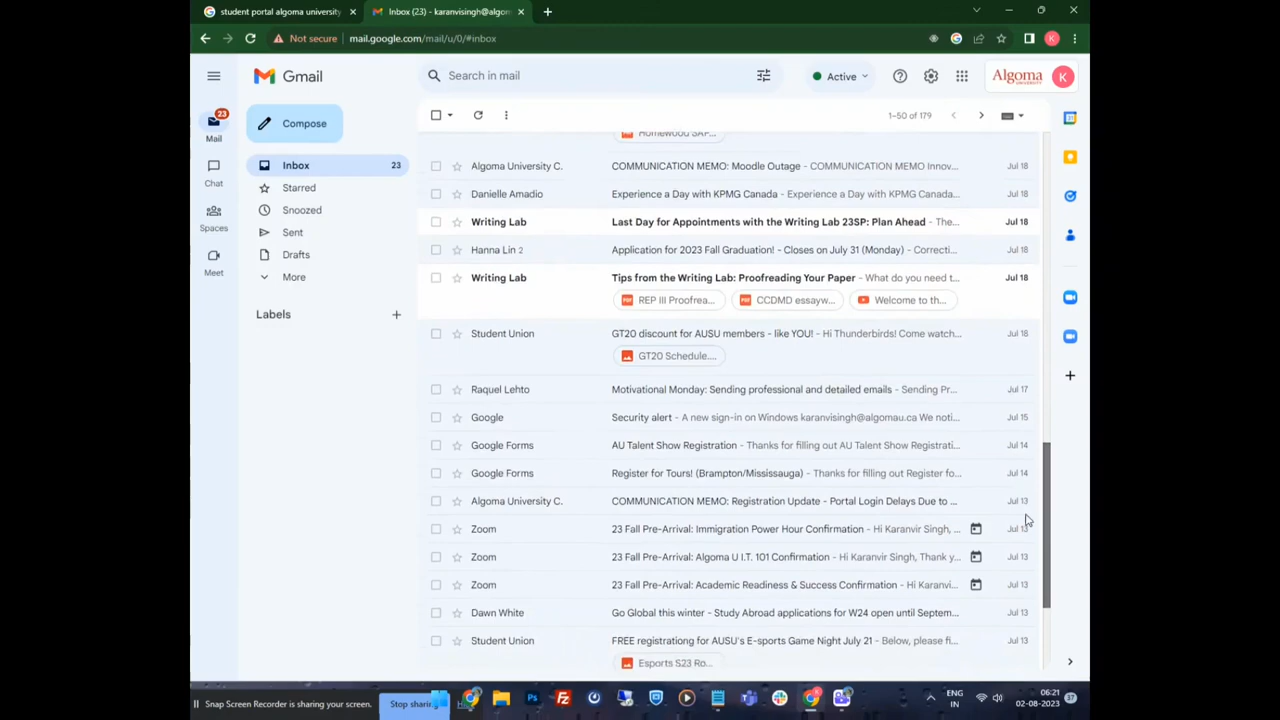 student portal algoma university
Inbox (23) - karanvisingh@algom
Not secure mail.google.com/mail/u/0/#inbox
K
Gmail
Search in mail
Active
Algoma
UNIVERSITY
K
23
Mail
Chat
Spaces
Meet
Compose
Inbox 23
Starred
Snoozed
Sent
Drafts
More
Labels
1–50 of 179
Homewood SAP...
Algoma University C. COMMUNICATION MEMO: Moodle Outage - COMMUNICATION MEMO Innov... Jul 18
Danielle Amadio Experience a Day with KPMG Canada - Experience a Day with KPMG Canada... Jul 18
Writing Lab Last Day for Appointments with the Writing Lab 23SP: Plan Ahead - The... Jul 18
Hanna Lin 2 Application for 2023 Fall Graduation! - Closes on July 31 (Monday) - Correcti... Jul 18
Writing Lab Tips from the Writing Lab: Proofreading Your Paper - What do you need t... Jul 18
PDF REP III Proofrea... PDF CCDMD essayw... Welcome to th...
Student Union GT20 discount for AUSU members - like YOU! - Hi Thunderbirds! Come watch... Jul 18
GT20 Schedule....
Raquel Lehto Motivational Monday: Sending professional and detailed emails - Sending Pr... Jul 17
Google Security alert - A new sign-in on Windows karanvisingh@algomau.ca We noti... Jul 15
Google Forms AU Talent Show Registration - Thanks for filling out AU Talent Show Registrati... Jul 14
Google Forms Register for Tours! (Brampton/Mississauga) - Thanks for filling out Register fo... Jul 14
Algoma University C. COMMUNICATION MEMO: Registration Update - Portal Login Delays Due to ... Jul 13
Zoom 23 Fall Pre-Arrival: Immigration Power Hour Confirmation - Hi Karanvir Singh, ... Jul 13
Zoom 23 Fall Pre-Arrival: Algoma U I.T. 101 Confirmation - Hi Karanvir Singh, Thank y... Jul 13
Zoom 23 Fall Pre-Arrival: Academic Readiness & Success Confirmation - Hi Karanvi... Jul 13
Dawn White Go Global this winter - Study Abroad applications for W24 open until Septem... Jul 13
Student Union FREE registrationg for AUSU's E-sports Game Night July 21 - Below, please fi... Jul 13
Esports S23 Ro...
Snap Screen Recorder is sharing your screen. Stop sharing
ENG
IN
06:21
02-08-2023
37